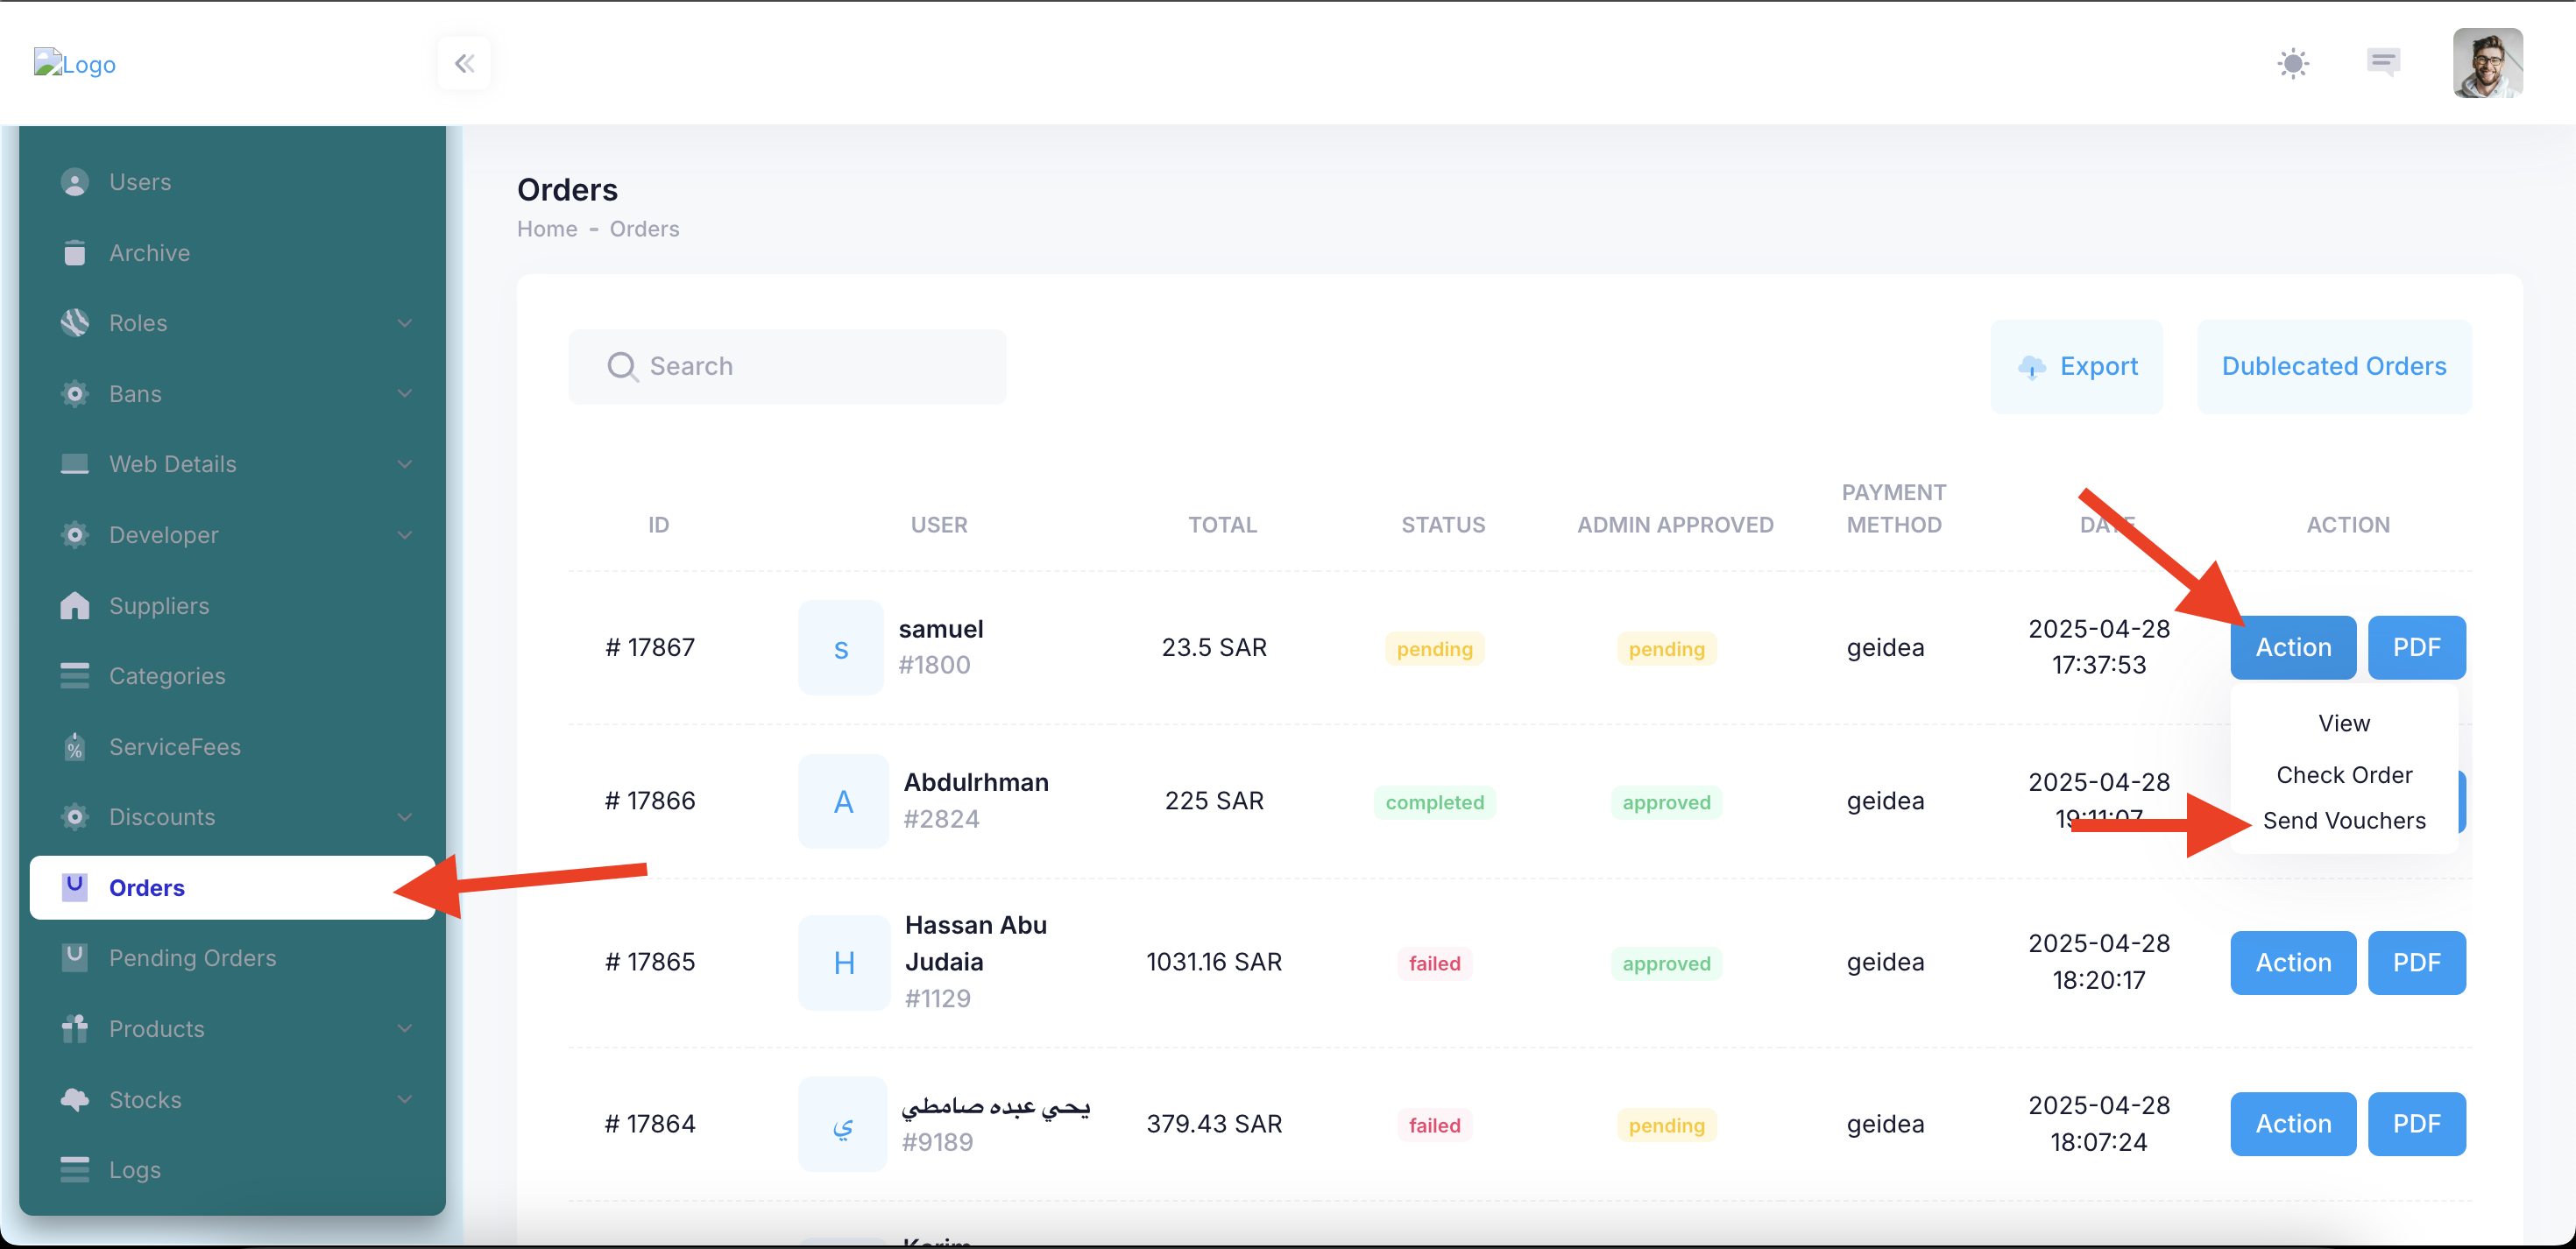 Logo
Users
Archive
Roles
Bans
Web Details
Developer
Suppliers
Categories
ServiceFees
Discounts
Orders
Pending Orders
Products
Stocks
Logs
Orders
Home - Orders
Search
Export
Dublecated Orders
ID USER TOTAL STATUS ADMIN APPROVED PAYMENT METHOD DATE ACTION
# 17867 s samuel #1800 23.5 SAR pending pending geidea 2025-04-28 17:37:53 Action PDF
View
Check Order
Send Vouchers
# 17866 A Abdulrhman #2824 225 SAR completed approved geidea 2025-04-28 19:11:07
# 17865 H Hassan Abu Judaia #1129 1031.16 SAR failed approved geidea 2025-04-28 18:20:17 Action PDF
# 17864 ي يحي عبده صامطي #9189 379.43 SAR failed pending geidea 2025-04-28 18:07:24 Action PDF